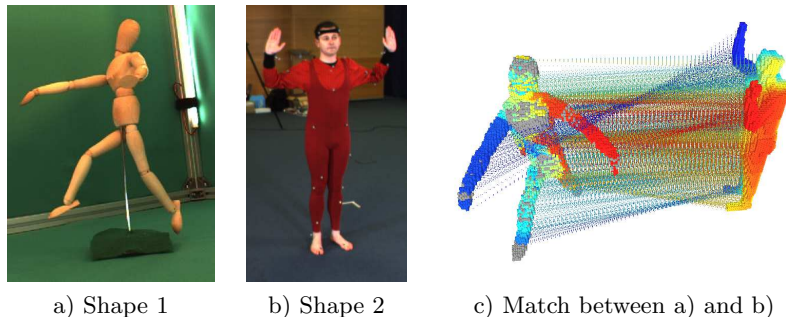 a) Shape 1
b) Shape 2
c) Match between a) and b)